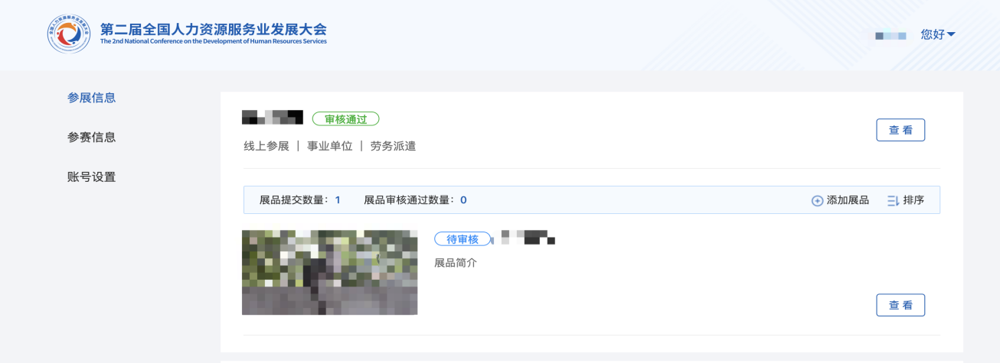 第二届全国人力资源服务业发展大会
The 2nd National Conference on the Development of Human Resources Services
您好
参展信息
参赛信息
账号设置
审核通过
查看
线上参展 | 事业单位 | 劳务派遣
展品提交数量：1 展品审核通过数量：0 添加展品 排序
待审核
展品简介
查看